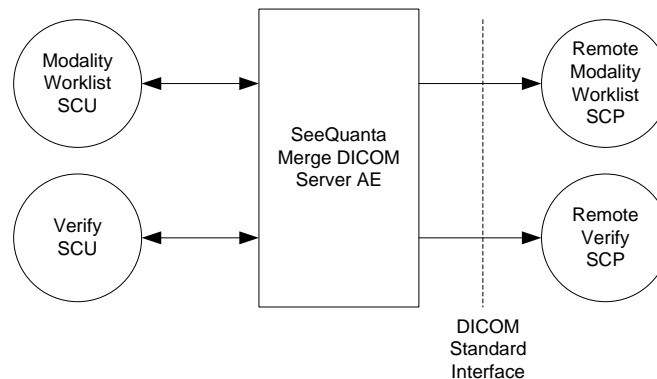 Modality
Worklist
SCU
SeeQuanta
Merge DICOM
Server AE
Remote
Modality
Worklist
SCP
Verify
SCU
Remote
Verify
SCP
DICOM
Standard
Interface